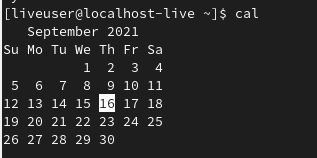 [liveuser@localhost-live ~]$ cal
   September 2021
Su Mo Tu We Th Fr Sa
          1  2  3  4
 5  6  7  8  9 10 11
12 13 14 15 16 17 18
19 20 21 22 23 24 25
26 27 28 29 30